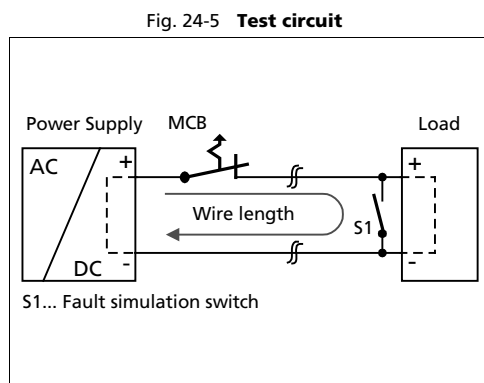 Fig. 24-5 Test circuit
Power Supply MCB Load
AC + +
Wire length
S1
DC - -
S1... Fault simulation switch